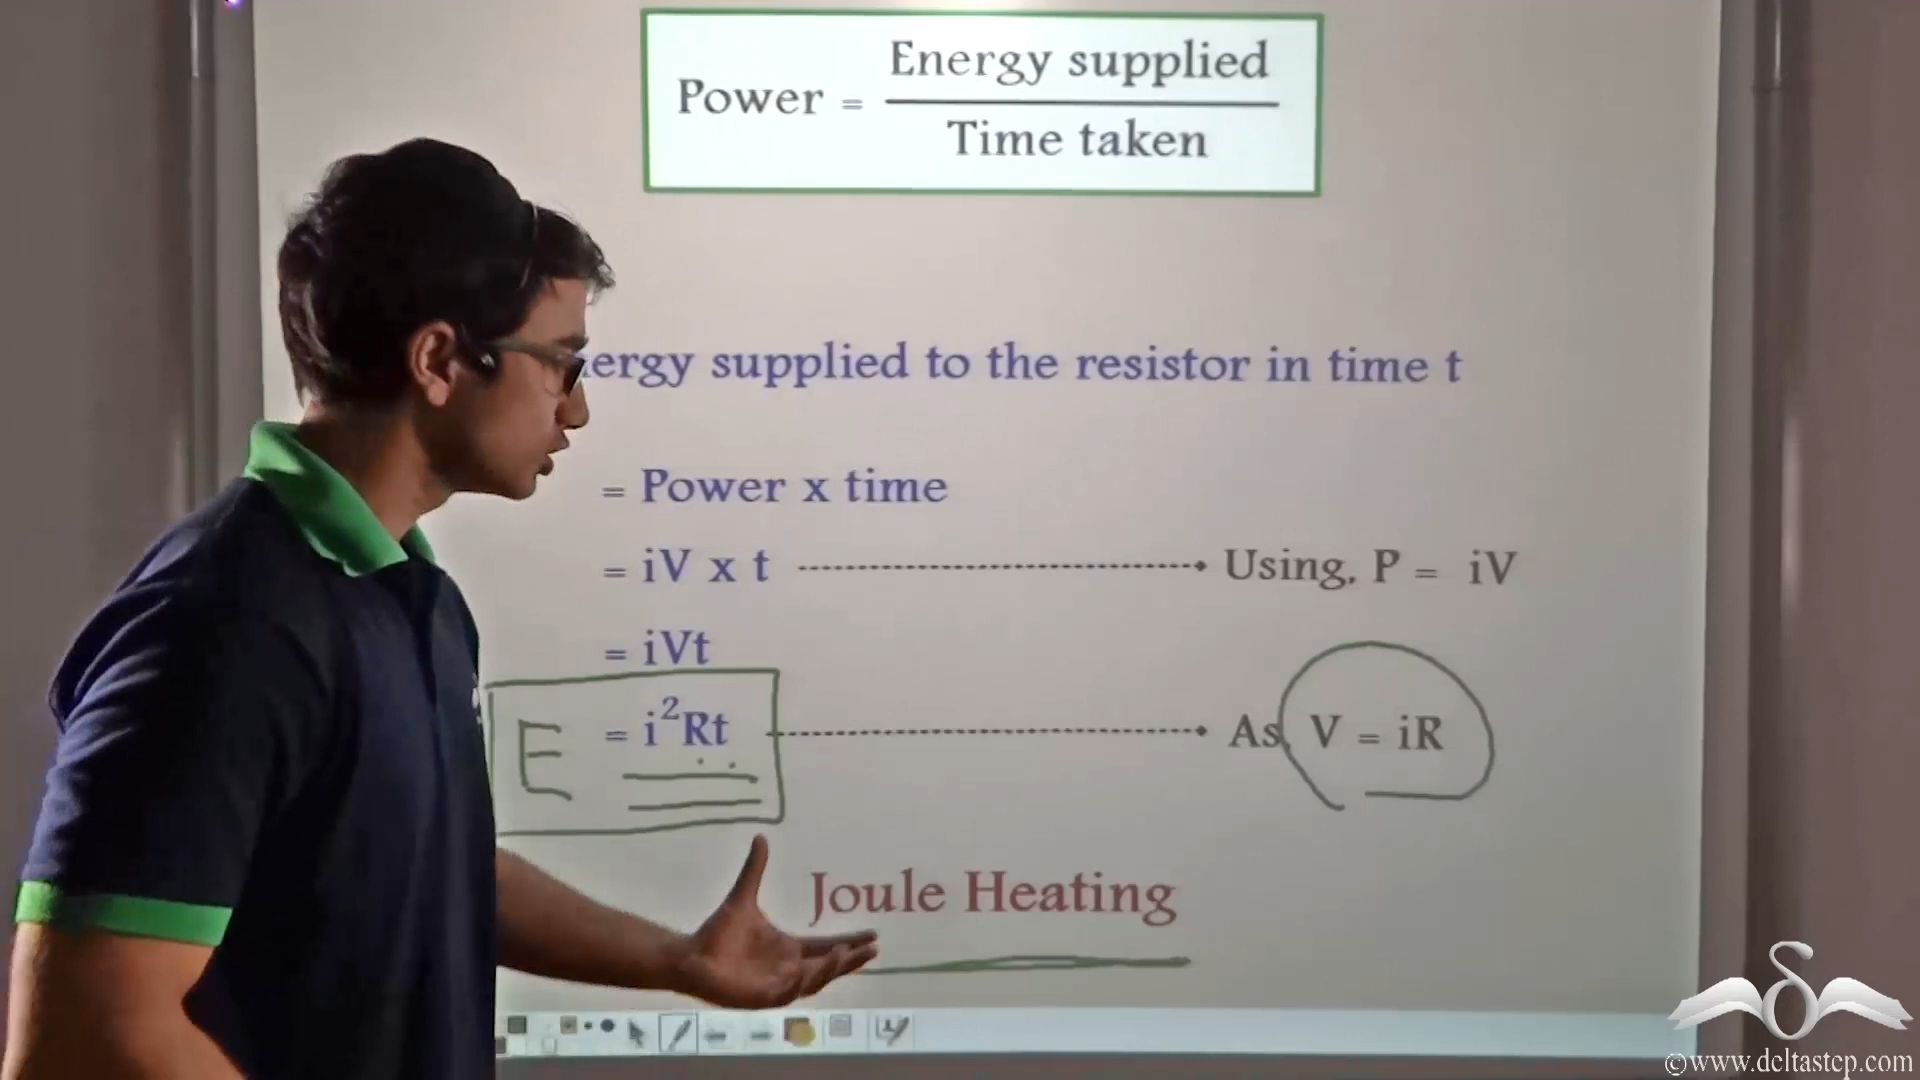 Power = Energy supplied
Time taken
ergy supplied to the resistor in time t
= Power x time
= iV x t Using, P = iV
= iVt
E = i²Rt As, V = iR
Joule Heating
©www.deltastep.com